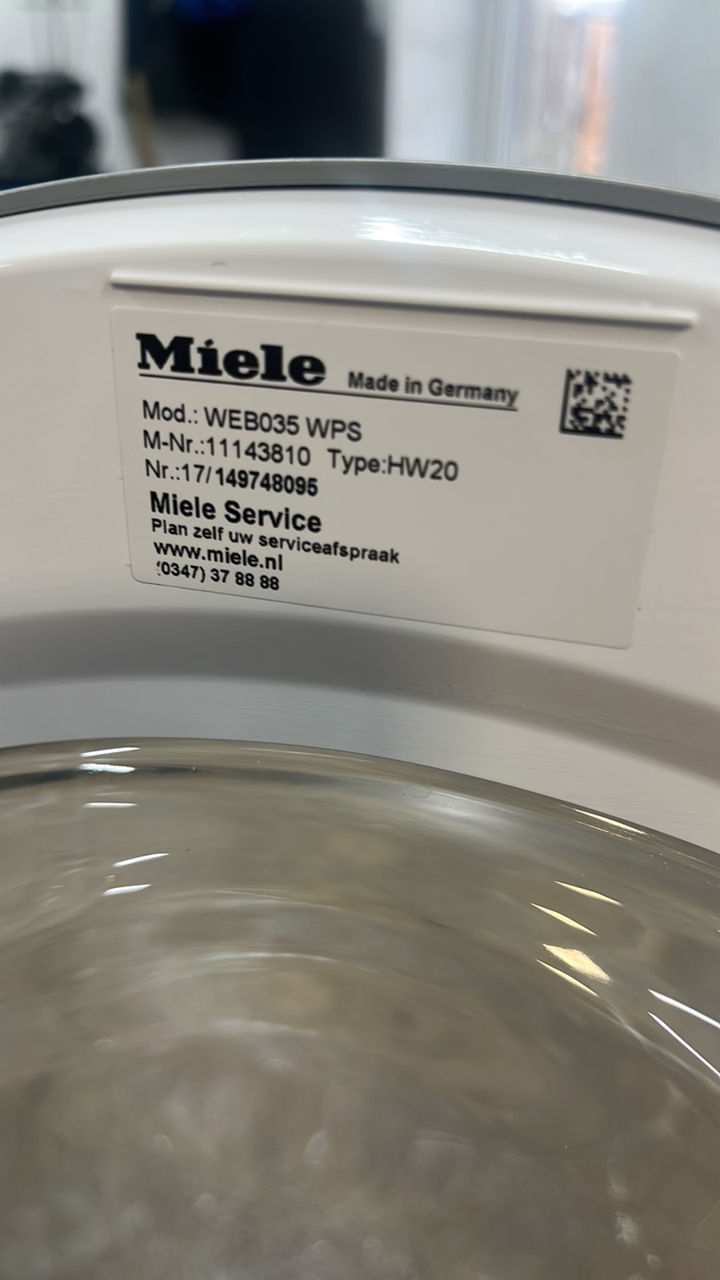 Miele Made in Germany
Mod.: WEB035 WPS
M-Nr.:11143810 Type:HW20
Nr.:17/149748095
Miele Service
Plan zelf uw serviceafspraak
www.miele.nl
(0347) 37 88 88